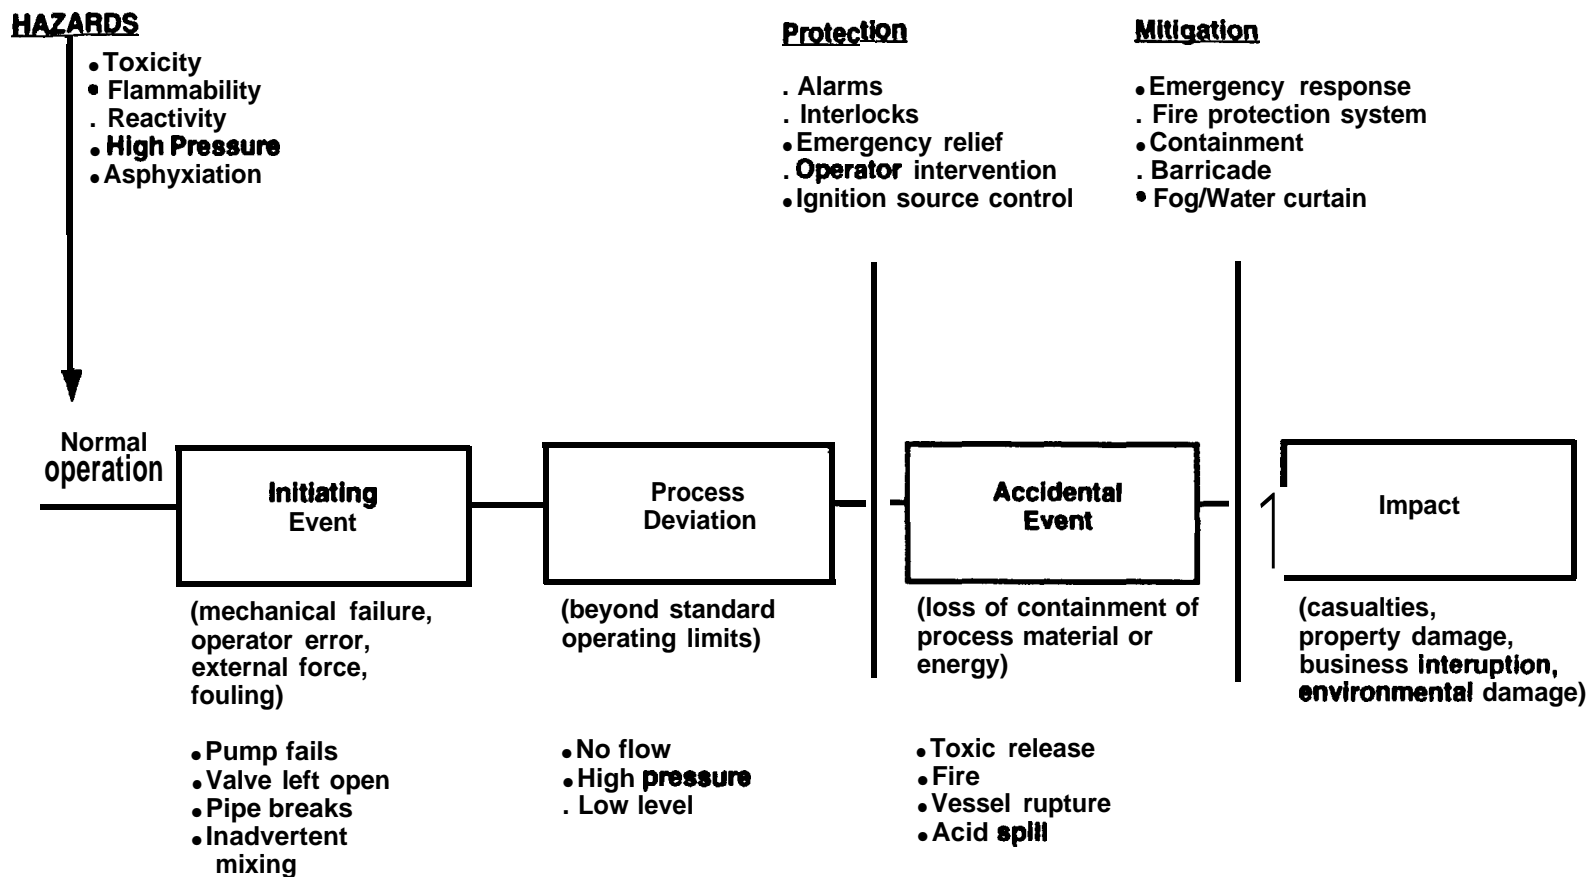 HAZARDS
• Toxicity
• Flammability
. Reactivity
• High Pressure
• Asphyxiation
Protection
. Alarms
. Interlocks
• Emergency relief
. Operator intervention
• Ignition source control
Mitigation
• Emergency response
. Fire protection system
• Containment
. Barricade
• Fog/Water curtain
Normal
operation
Initiating
Event
(mechanical failure,
operator error,
external force,
fouling)
• Pump fails
• Valve left open
• Pipe breaks
• Inadvertent
mixing
Process
Deviation
(beyond standard
operating limits)
• No flow
• High pressure
. Low level
Accidental
Event
(loss of containment of
process material or
energy)
• Toxic release
• Fire
• Vessel rupture
• Acid spill
Impact
(casualties,
property damage,
business interuption,
environmental damage)